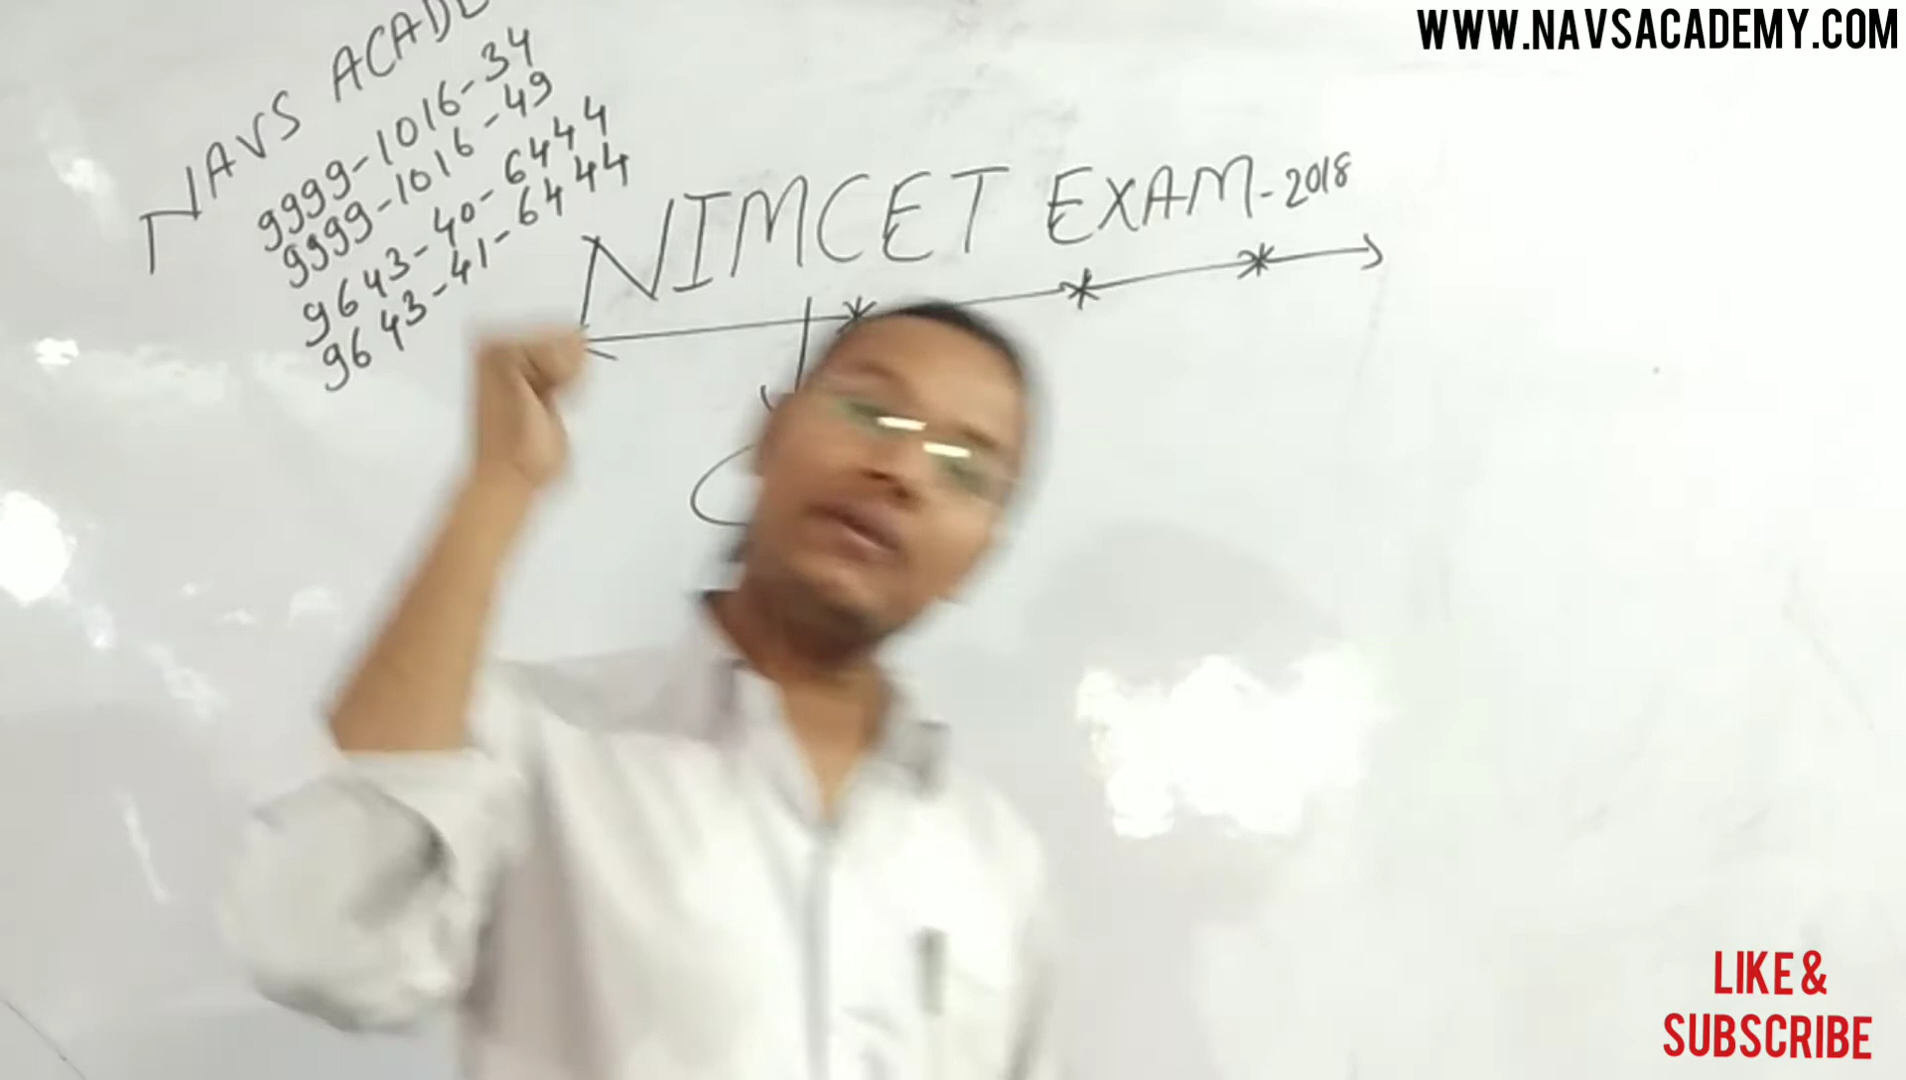 WWW.NAVSACADEMY.COM
NAVS
9999-1016-34
9999-1016-49
9643-40-6444
9643-41-6444
NIMCET EXAM-2018
LIKE &
SUBSCRIBE